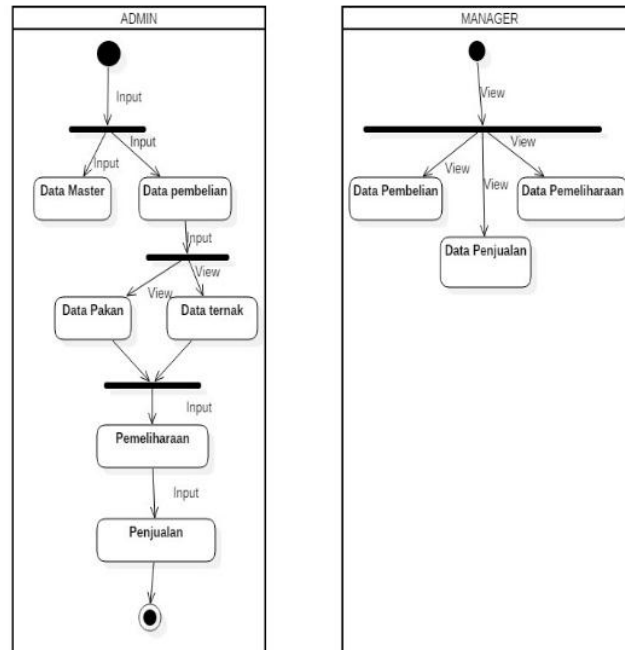 ADMIN
Input
Input
Input
Data Master
Data pembelian
Input
View
View
Data Pakan
Data ternak
Input
Pemeliharaan
Input
Penjualan
MANAGER
View
View
View
View
Data Pembelian
Data Pemeliharaan
Data Penjualan